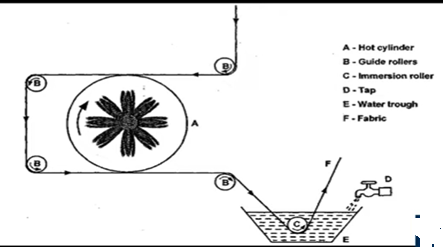 B
A - Hot cylinder
B - Guide rollers
C - Immersion roller
D - Tap
E - Water trough
F - Fabric
B
A
B
B
F
D
C
E